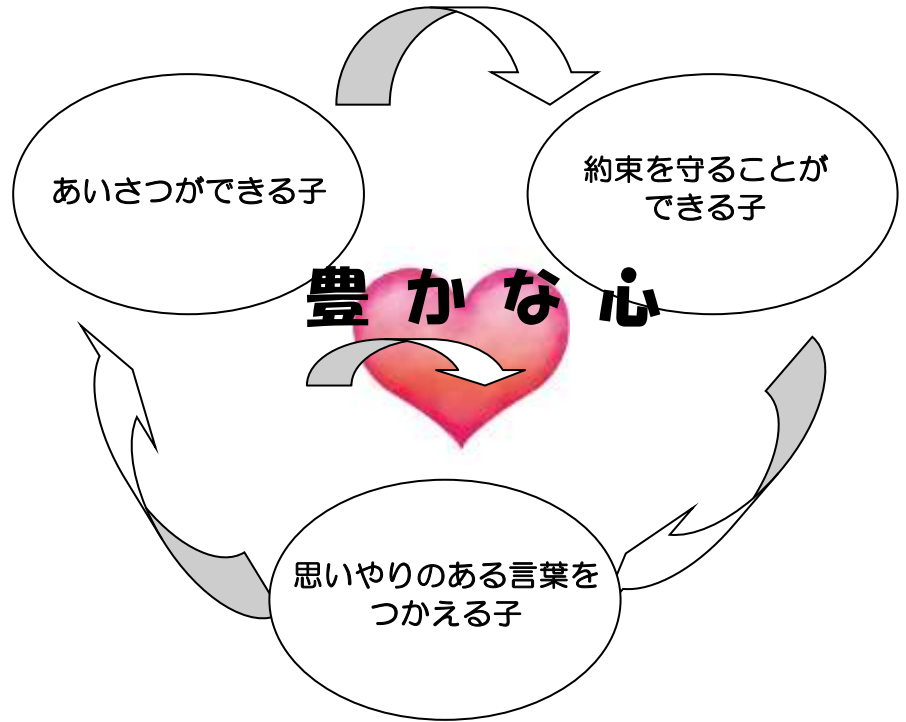 あいさつができる子
約束を守ることが
できる子
豊かな心
思いやりのある言葉を
つかえる子